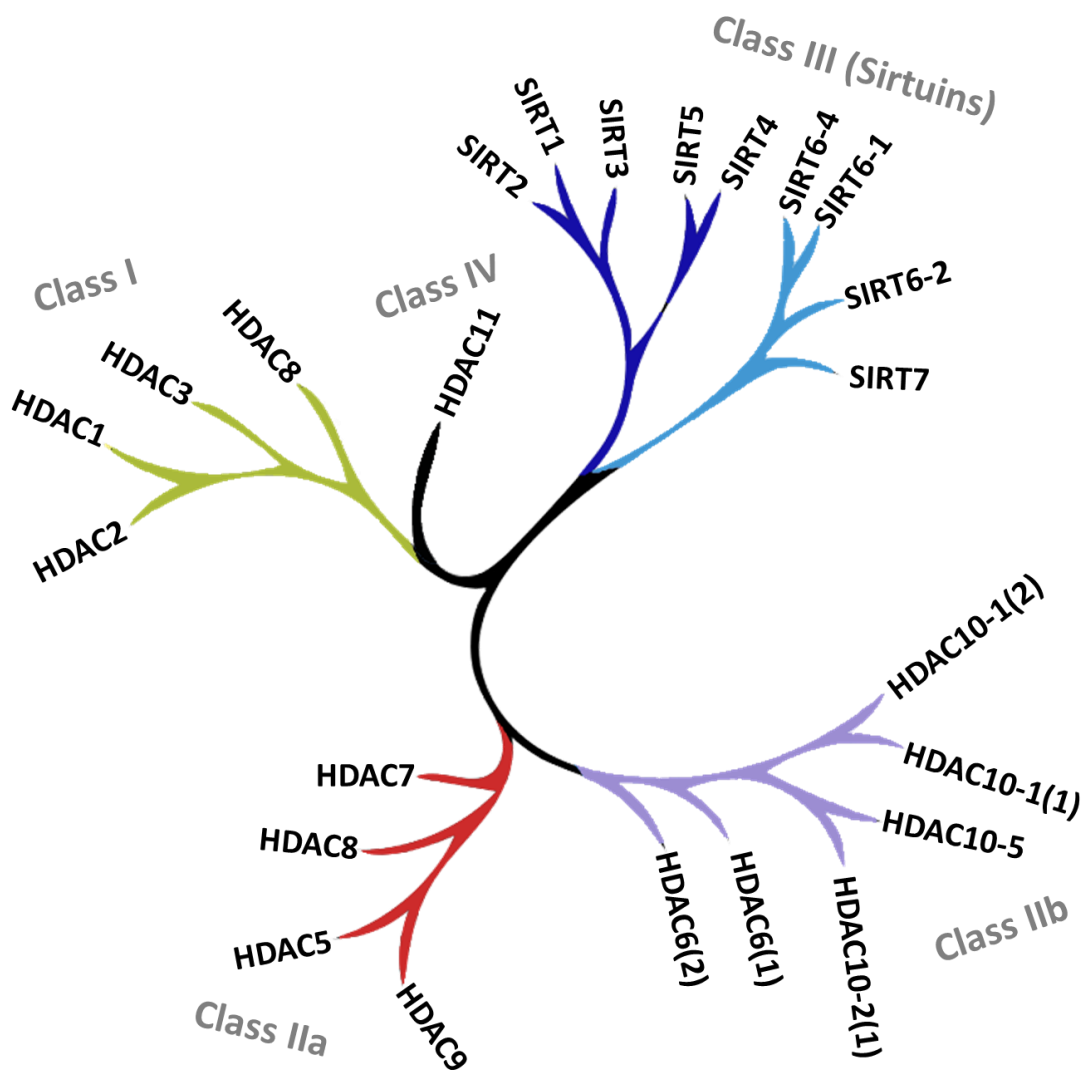 Class III (Sirtuins)
SIRT1
SIRT3
SIRT5
SIRT4
SIRT6-4
SIRT6-1
SIRT2
Class I
Class IV
SIRT6-2
HDAC8
HDAC11
HDAC3
SIRT7
HDAC1
HDAC2
HDAC10-1(2)
HDAC7
HDAC10-1(1)
HDAC8
HDAC10-5
HDAC6(2)
HDAC6(1)
HDAC10-2(1)
Class IIb
HDAC5
HDAC9
Class IIa